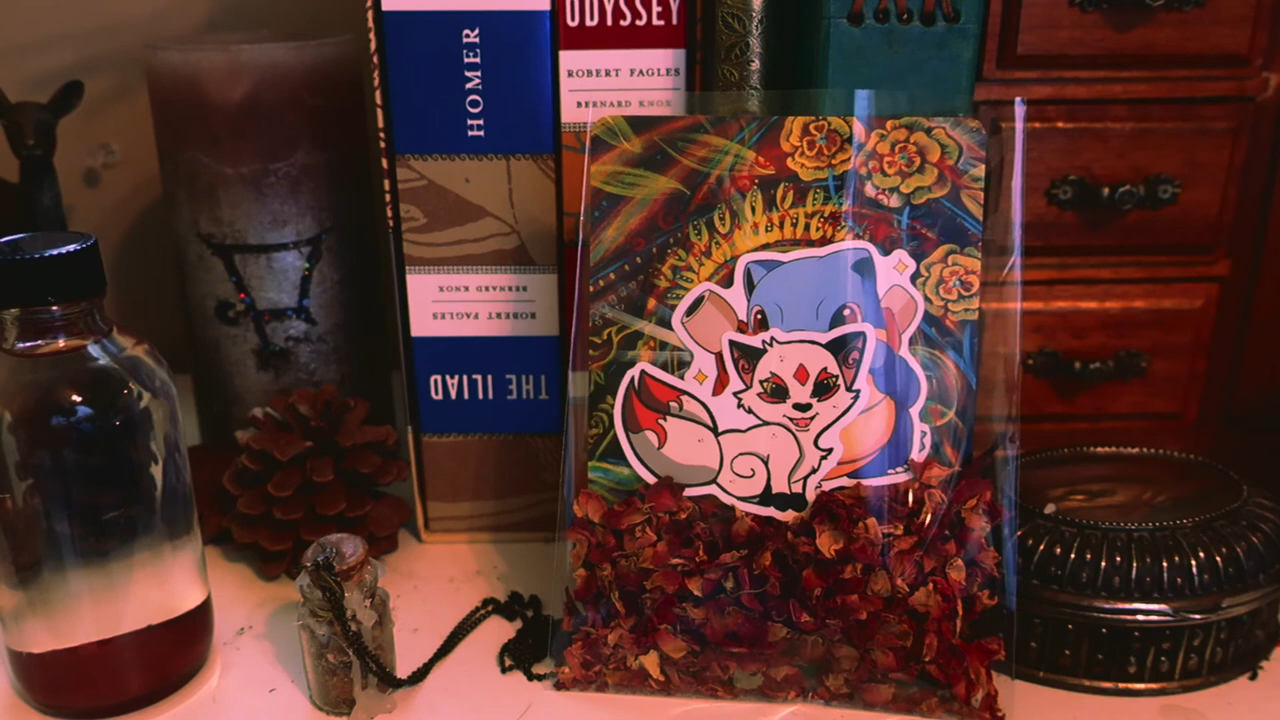 HOMER
BERNARD KNOX
ROBERT FAGLES
THE ILIAD
ODYSSEY
ROBERT FAGLES
BERNARD KNOX